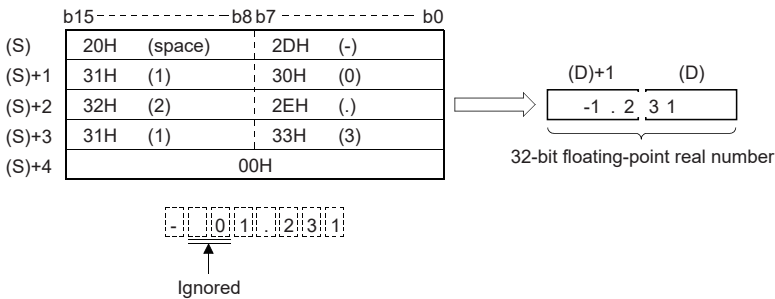 b15 b8 b7 b0
(S) 20H (space) 2DH (-)
(S)+1 31H (1) 30H (0)
(S)+2 32H (2) 2EH (.)
(S)+3 31H (1) 33H (3)
(S)+4 00H
(D)+1 (D)
-1 . 2 3 1
32-bit floating-point real number
- 0 1 . 2 3 1
Ignored